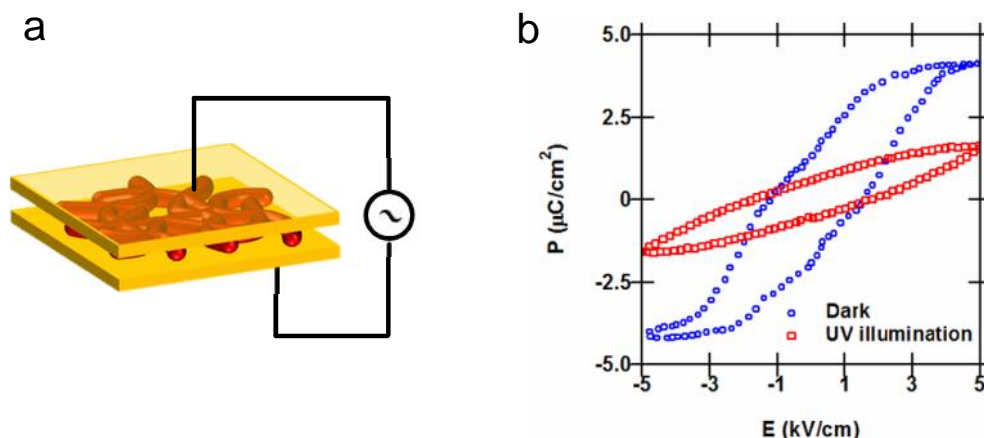 a
b
5.0
2.5
0
-2.5
-5.0
P (μC/cm²)
Dark
UV illumination
-5 -3 -1 1 3 5
E (kV/cm)